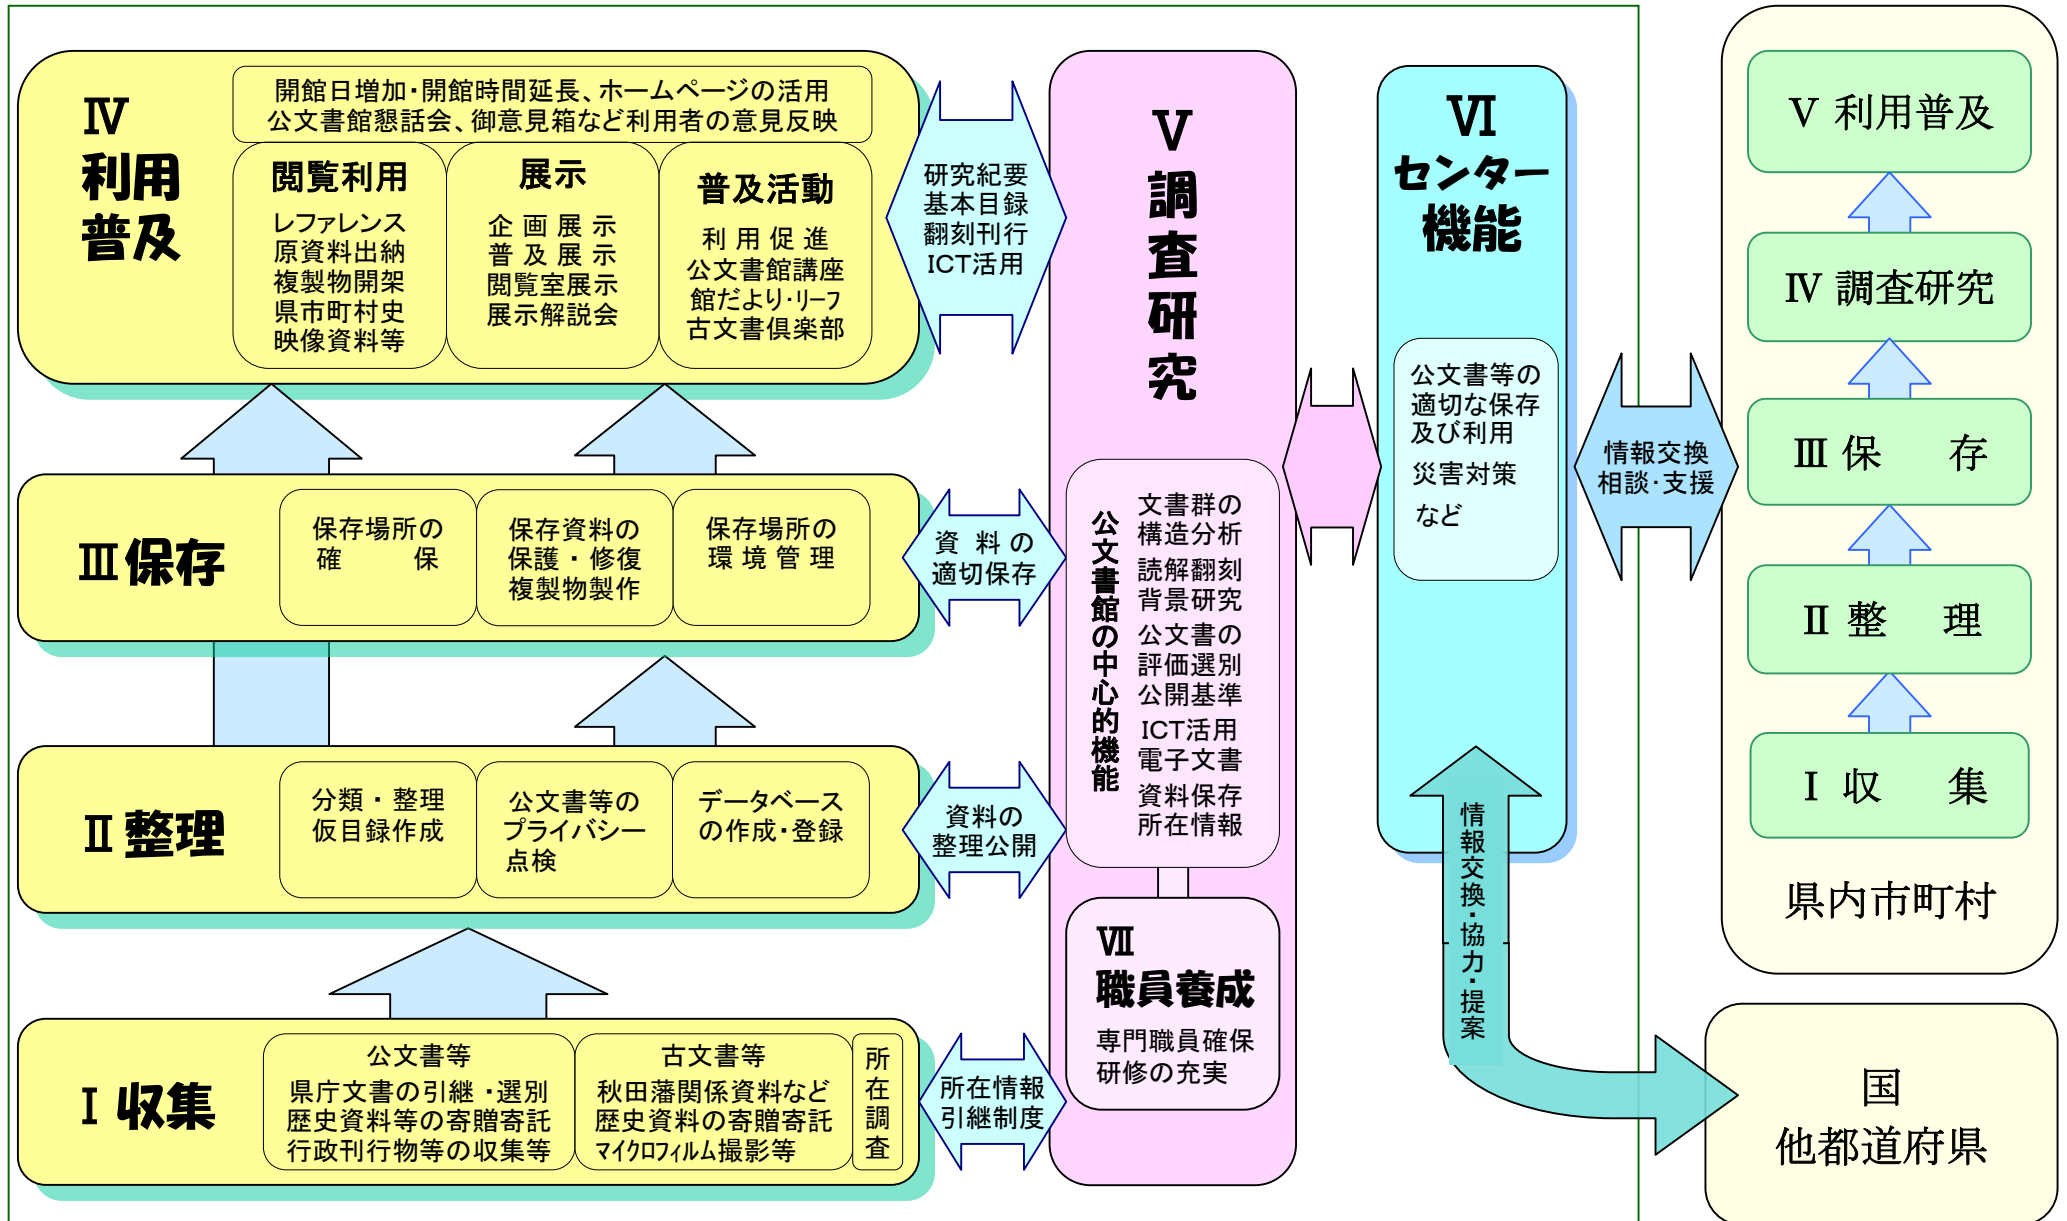 Ⅳ
利用
普及
開館日増加・開館時間延長、ホームページの活用
公文書館懇話会、御意見箱など利用者の意見反映
閲覧利用
レファレンス
原資料出納
複製物開架
県市町村史
映像資料等
展示
企画展示
普及展示
閲覧室展示
展示解説会
普及活動
利用促進
公文書館講座
館だより・リーフ
古文書倶楽部
研究紀要
基本目録
翻刻刊行
ICT活用
Ⅲ保存
保存場所の
確　　保
保存資料の
保護・修復
複製物製作
保存場所の
環境管理
資料の
適切保存
Ⅱ整理
分類・整理
仮目録作成
公文書等の
プライバシー
点検
データベース
の作成・登録
資料の
整理公開
Ⅰ収集
公文書等
県庁文書の引継・選別
歴史資料等の寄贈寄託
行政刊行物等の収集等
古文書等
秋田藩関係資料など
歴史資料の寄贈寄託
マイクロフィルム撮影等
所在調査
所在情報
引継制度
Ⅴ
調査研究
公文書館の中心的機能
文書群の
構造分析
読解翻刻
背景研究
公文書の
評価選別
公開基準
ICT活用
電子文書
資料保存
所在情報
Ⅶ
職員養成
専門職員確保
研修の充実
Ⅵ
センター
機能
公文書等の
適切な保存
及び利用
災害対策
など
情報交換・協力・提案
情報交換
相談・支援
Ⅴ 利用普及
Ⅳ 調査研究
Ⅲ 保　存
Ⅱ 整　理
Ⅰ 収　集
県内市町村
国
他都道府県